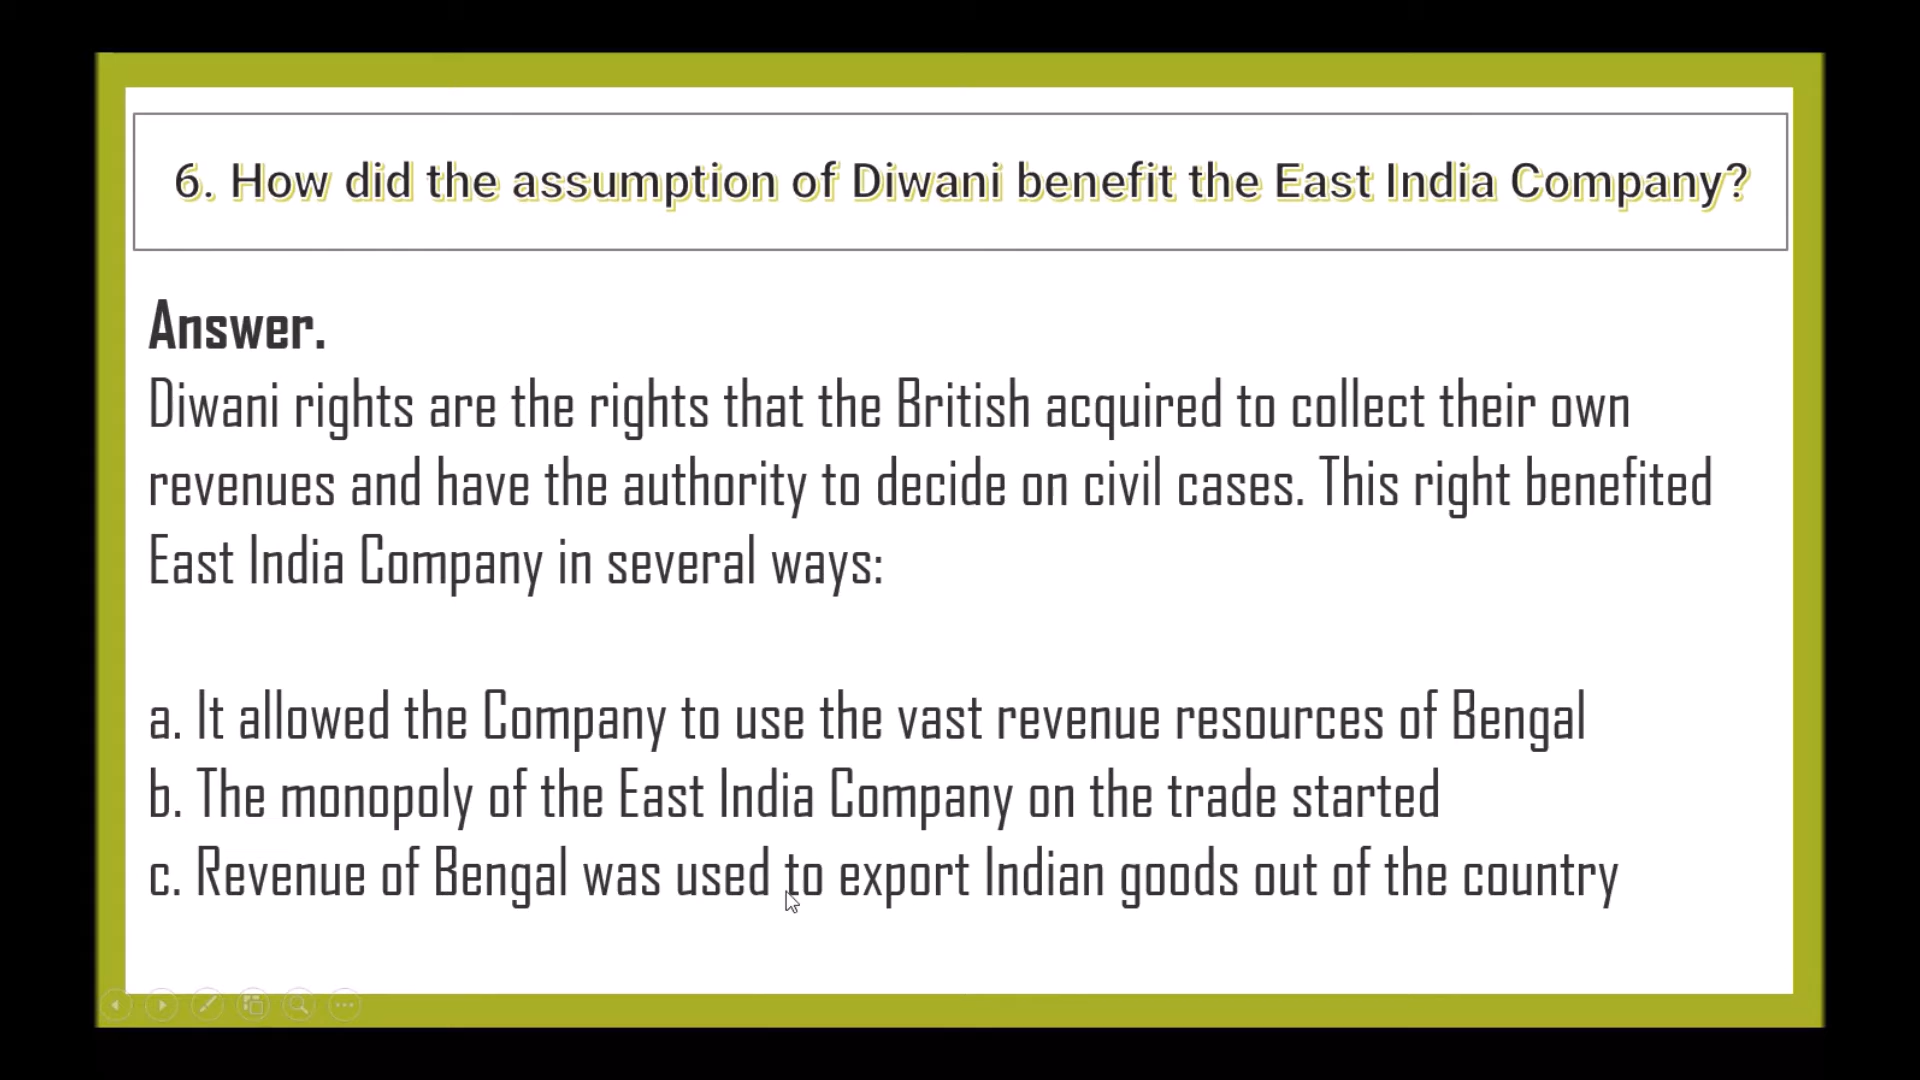 6. How did the assumption of Diwani benefit the East India Company?
Answer.
Diwani rights are the rights that the British acquired to collect their own
revenues and have the authority to decide on civil cases. This right benefited
East India Company in several ways:
a. It allowed the Company to use the vast revenue resources of Bengal
b. The monopoly of the East India Company on the trade started
c. Revenue of Bengal was used to export Indian goods out of the country